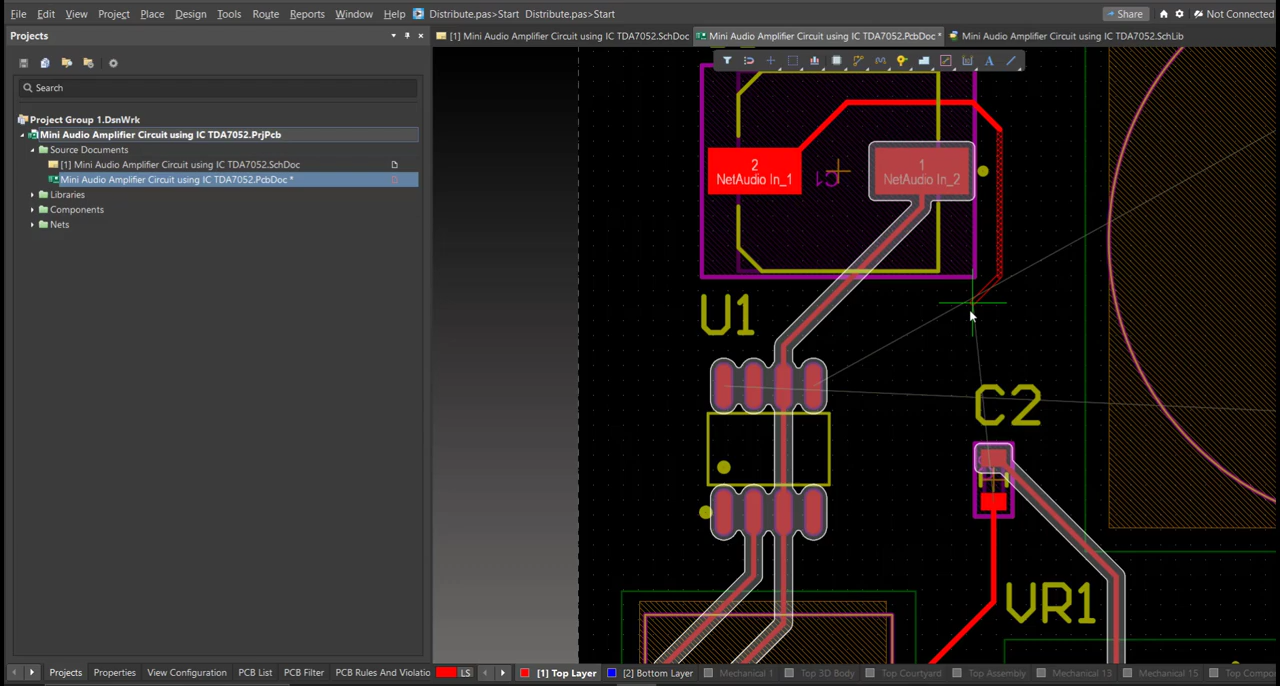 File Edit View Project Place Design Tools Route Reports Window Help Distribute.pas>Start Distribute.pas>Start Share Not Connected
Projects
[1] Mini Audio Amplifier Circuit using IC TDA7052.SchDoc Mini Audio Amplifier Circuit using IC TDA7052.PcbDoc * Mini Audio Amplifier Circuit using IC TDA7052.SchLib
Search
Project Group 1.DsnWrk
Mini Audio Amplifier Circuit using IC TDA7052.PrjPcb
Source Documents
[1] Mini Audio Amplifier Circuit using IC TDA7052.SchDoc
Mini Audio Amplifier Circuit using IC TDA7052.PcbDoc *
Libraries
Components
Nets
2
NetAudio In_1
C1
1
NetAudio In_2
U1
C2
VR1
Projects Properties View Configuration PCB List PCB Filter PCB Rules And Violatio LS [1] Top Layer [2] Bottom Layer Mechanical 1 Top 3D Body Top Courtyard Top Assembly Mechanical 13 Mechanical 15 Top Compo